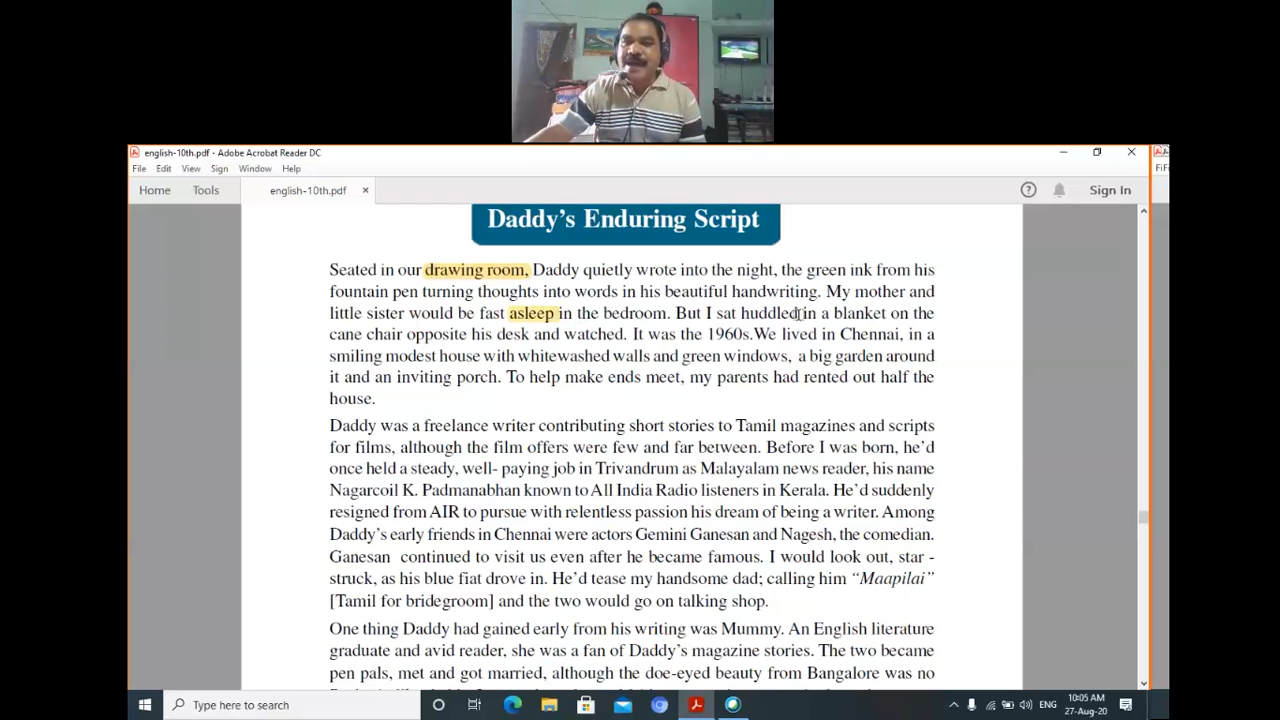 english-10th.pdf - Adobe Acrobat Reader DC
File Edit View Sign Window Help
FiF
Home Tools english-10th.pdf Sign In
Daddy's Enduring Script
Seated in our drawing room, Daddy quietly wrote into the night, the green ink from his
fountain pen turning thoughts into words in his beautiful handwriting. My mother and
little sister would be fast asleep in the bedroom. But I sat huddled in a blanket on the
cane chair opposite his desk and watched. It was the 1960s.We lived in Chennai, in a
smiling modest house with whitewashed walls and green windows, a big garden around
it and an inviting porch. To help make ends meet, my parents had rented out half the
house.
Daddy was a freelance writer contributing short stories to Tamil magazines and scripts
for films, although the film offers were few and far between. Before I was born, he'd
once held a steady, well- paying job in Trivandrum as Malayalam news reader, his name
Nagarcoil K. Padmanabhan known to All India Radio listeners in Kerala. He'd suddenly
resigned from AIR to pursue with relentless passion his dream of being a writer. Among
Daddy's early friends in Chennai were actors Gemini Ganesan and Nagesh, the comedian.
Ganesan continued to visit us even after he became famous. I would look out, star -
struck, as his blue fiat drove in. He'd tease my handsome dad; calling him “Maapilai”
[Tamil for bridegroom] and the two would go on talking shop.
One thing Daddy had gained early from his writing was Mummy. An English literature
graduate and avid reader, she was a fan of Daddy's magazine stories. The two became
pen pals, met and got married, although the doe-eyed beauty from Bangalore was no
Type here to search
ENG
10:05 AM
27-Aug-20